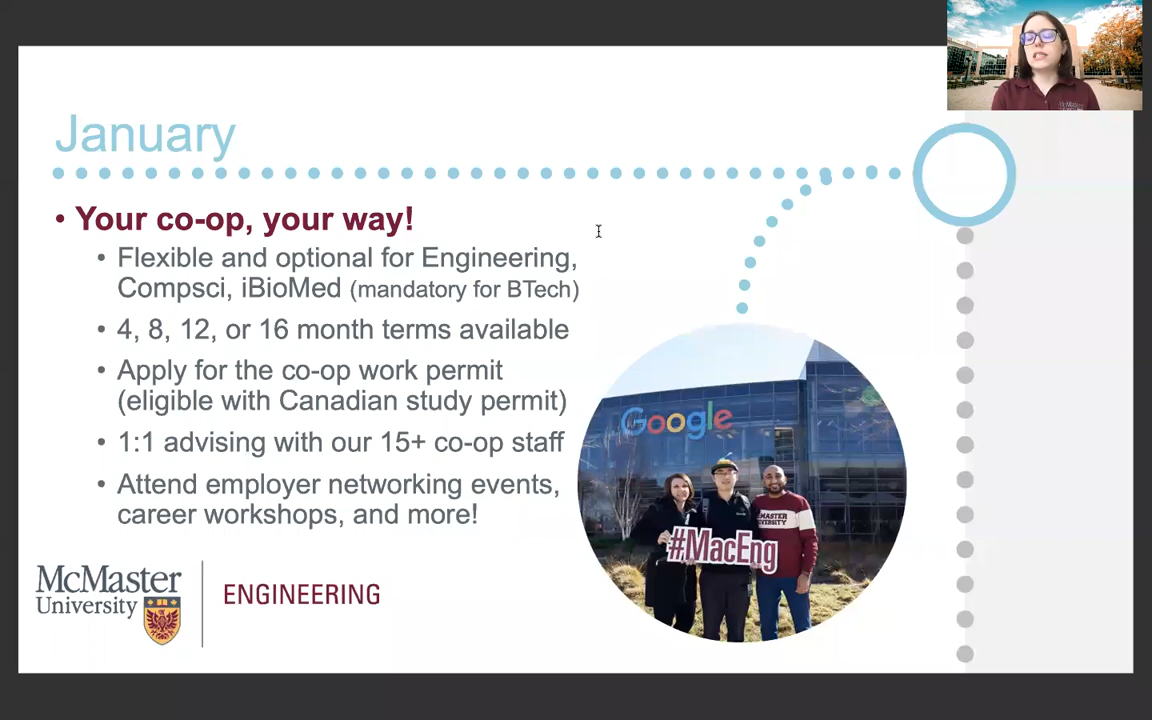 January
• Your co-op, your way!
• Flexible and optional for Engineering,
Compsci, iBioMed (mandatory for BTech)
• 4, 8, 12, or 16 month terms available
• Apply for the co-op work permit
(eligible with Canadian study permit)
• 1:1 advising with our 15+ co-op staff
• Attend employer networking events,
career workshops, and more!
Google
#MacEng
McMaster
University
ENGINEERING